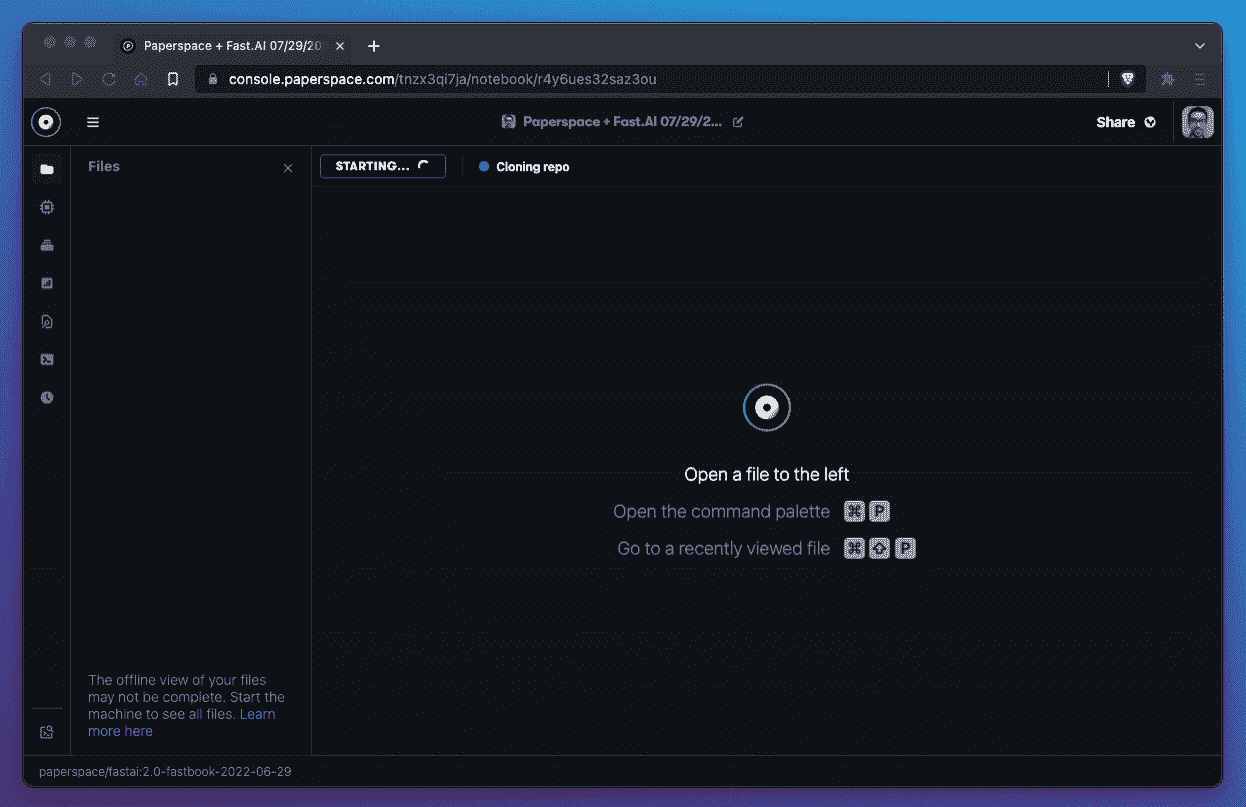 Paperspace + Fast.AI 07/29/20
console.paperspace.com/tnzx3qi7ja/notebook/r4y6ues32saz3ou
Paperspace + Fast.AI 07/29/2...
Share
Files
STARTING...
Cloning repo
Open a file to the left
Open the command palette ⌘ P
Go to a recently viewed file ⌘ ⇧ P
The offline view of your files
may not be complete. Start the
machine to see all files. Learn
more here
paperspace/fastai:2.0-fastbook-2022-06-29